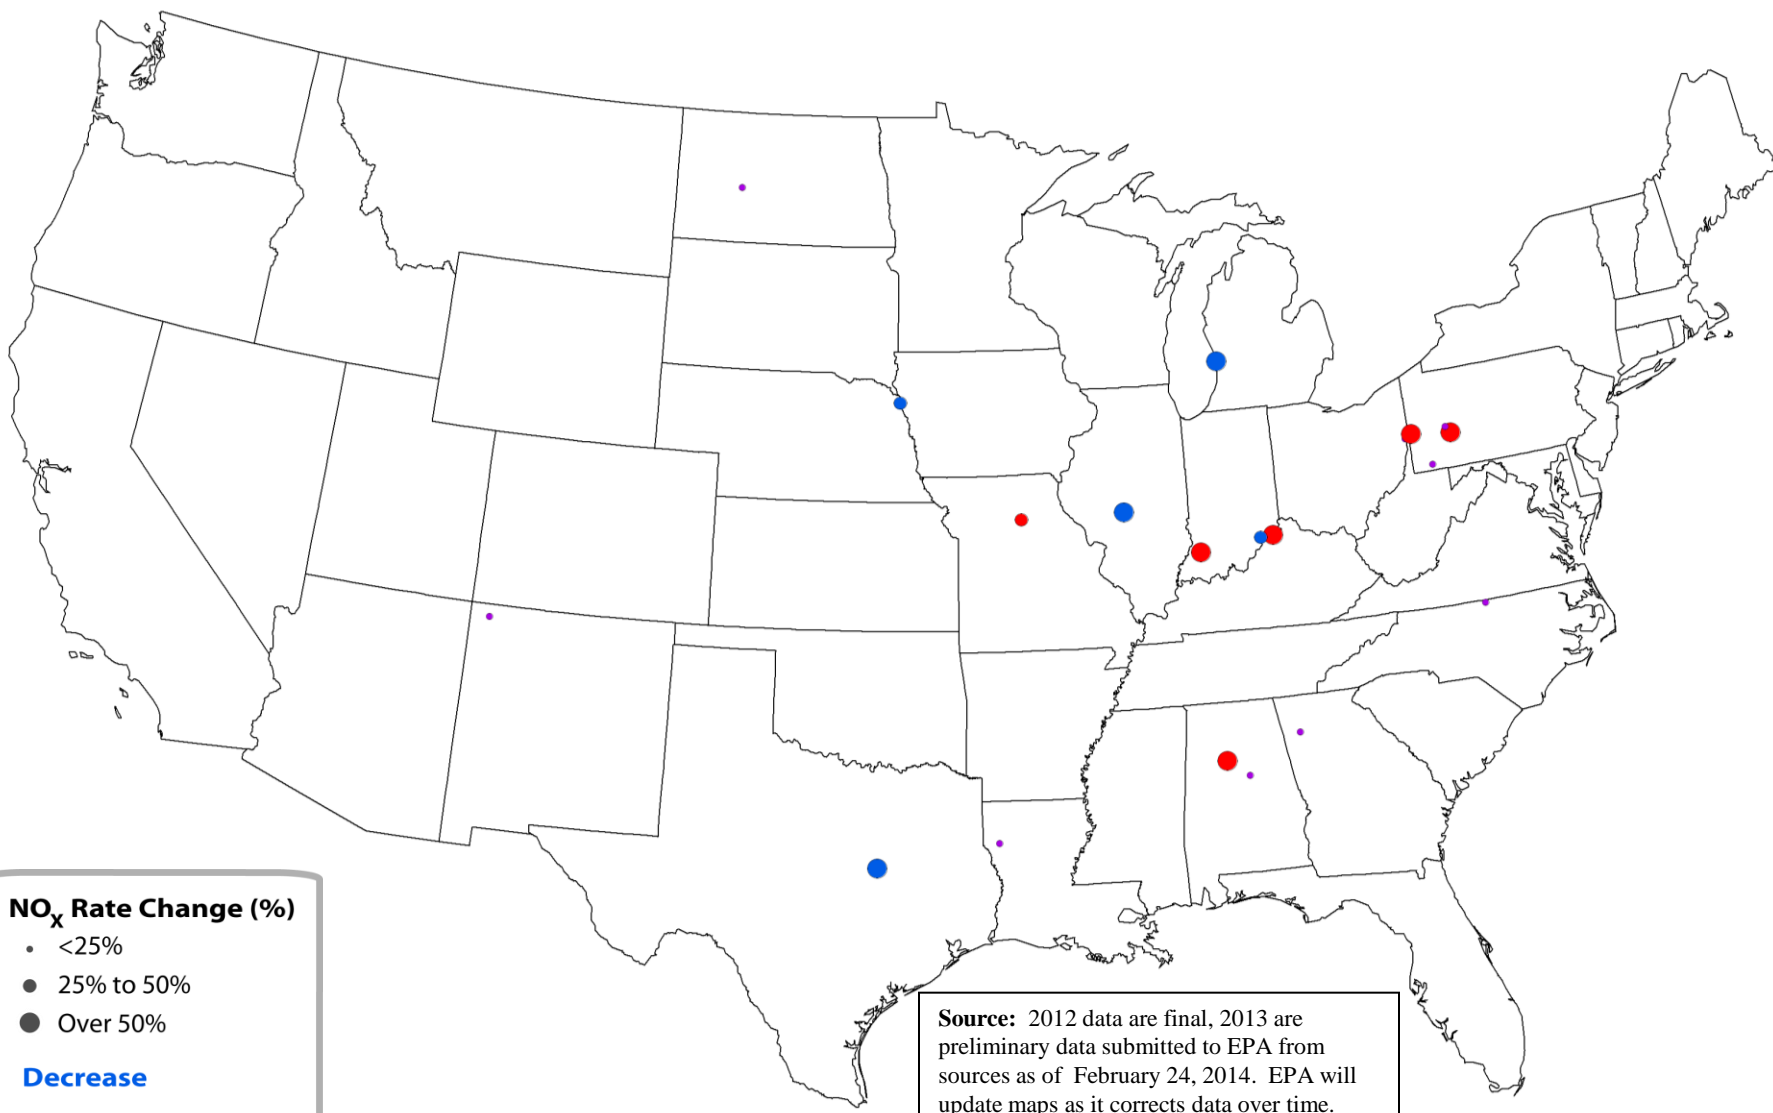 NOX Rate Change (%)
<25%
25% to 50%
Over 50%
Decrease
Source: 2012 data are final, 2013 are
preliminary data submitted to EPA from
sources as of February 24, 2014. EPA will
update maps as it corrects data over time.